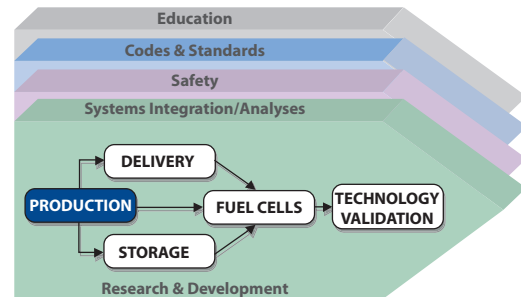 Education
Codes & Standards
Safety
Systems Integration/Analyses
DELIVERY
PRODUCTION
FUEL CELLS
TECHNOLOGY
VALIDATION
STORAGE
Research & Development